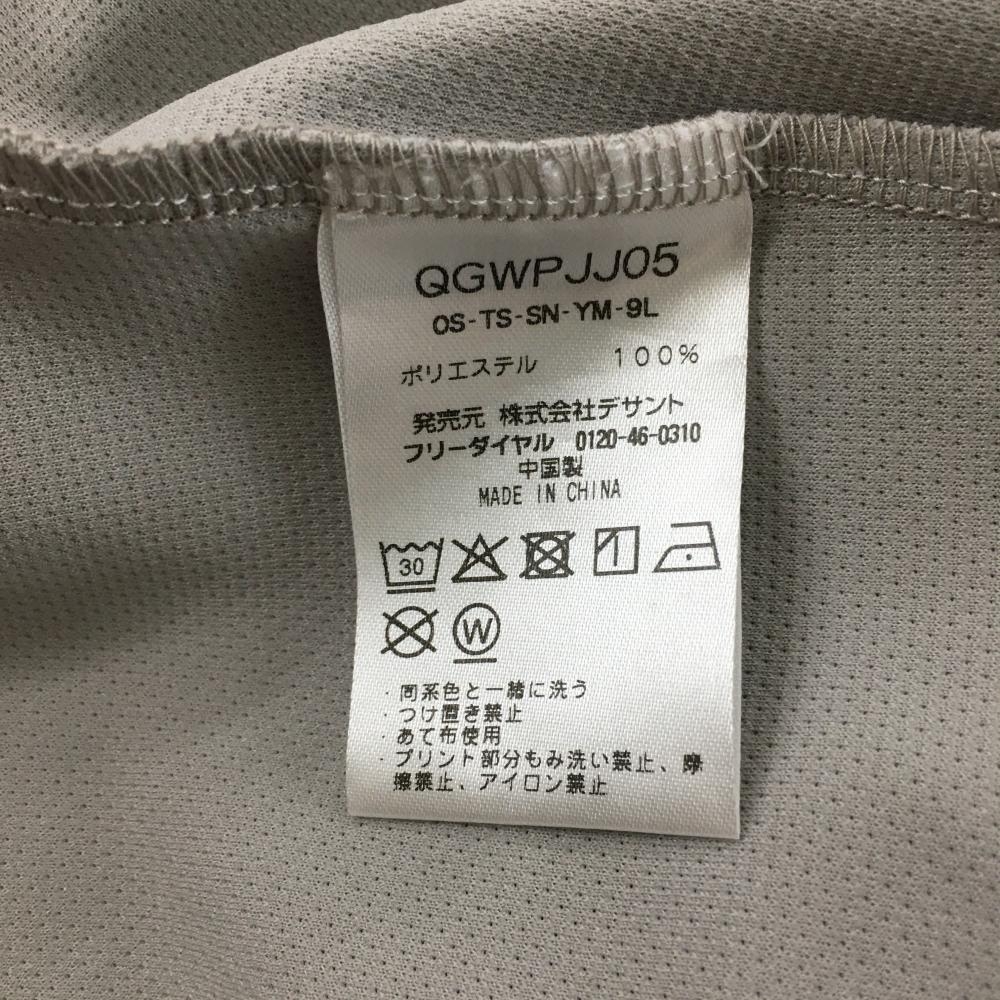 QGWPJJ05
OS-TS-SN-YM-9L
ポリエステル 100%
発売元 株式会社デサント
フリーダイヤル 0120-46-0310
中国製
MADE IN CHINA
30
W
・同系色と一緒に洗う
・つけ置き禁止
・あて布使用
・プリント部分もみ洗い禁止、摩
擦禁止、アイロン禁止